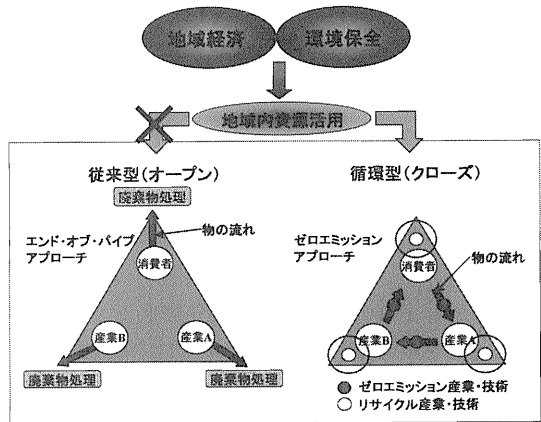 地域経済
環境保全
地域内資源活用
従来型(オープン)
循環型(クローズ)
廃棄物処理
エンド・オブ・パイプ
アプローチ
物の流れ
消費者
産業B
産業A
廃棄物処理
廃棄物処理
ゼロエミッション
アプローチ
物の流れ
消費者
産業B
産業A
ゼロエミッション産業・技術
リサイクル産業・技術